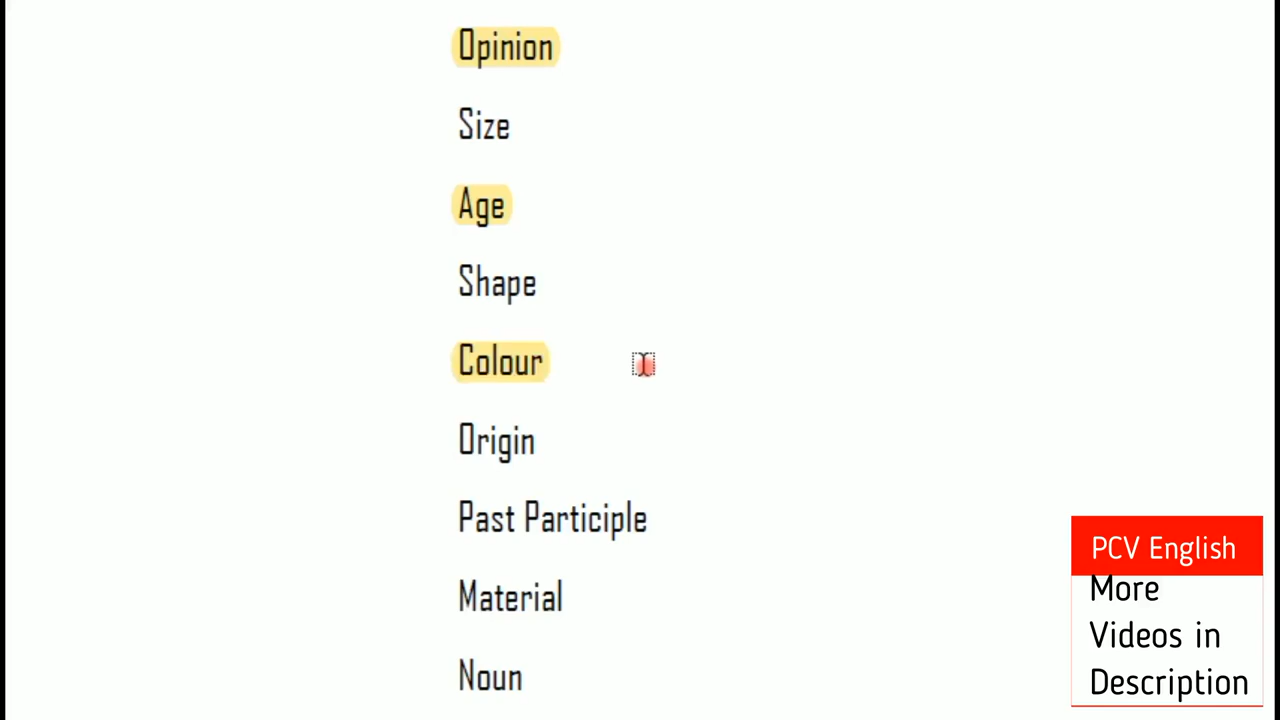 Opinion
Size
Age
Shape
Colour
Origin
Past Participle
Material
Noun
PCV English
More
Videos in
Description